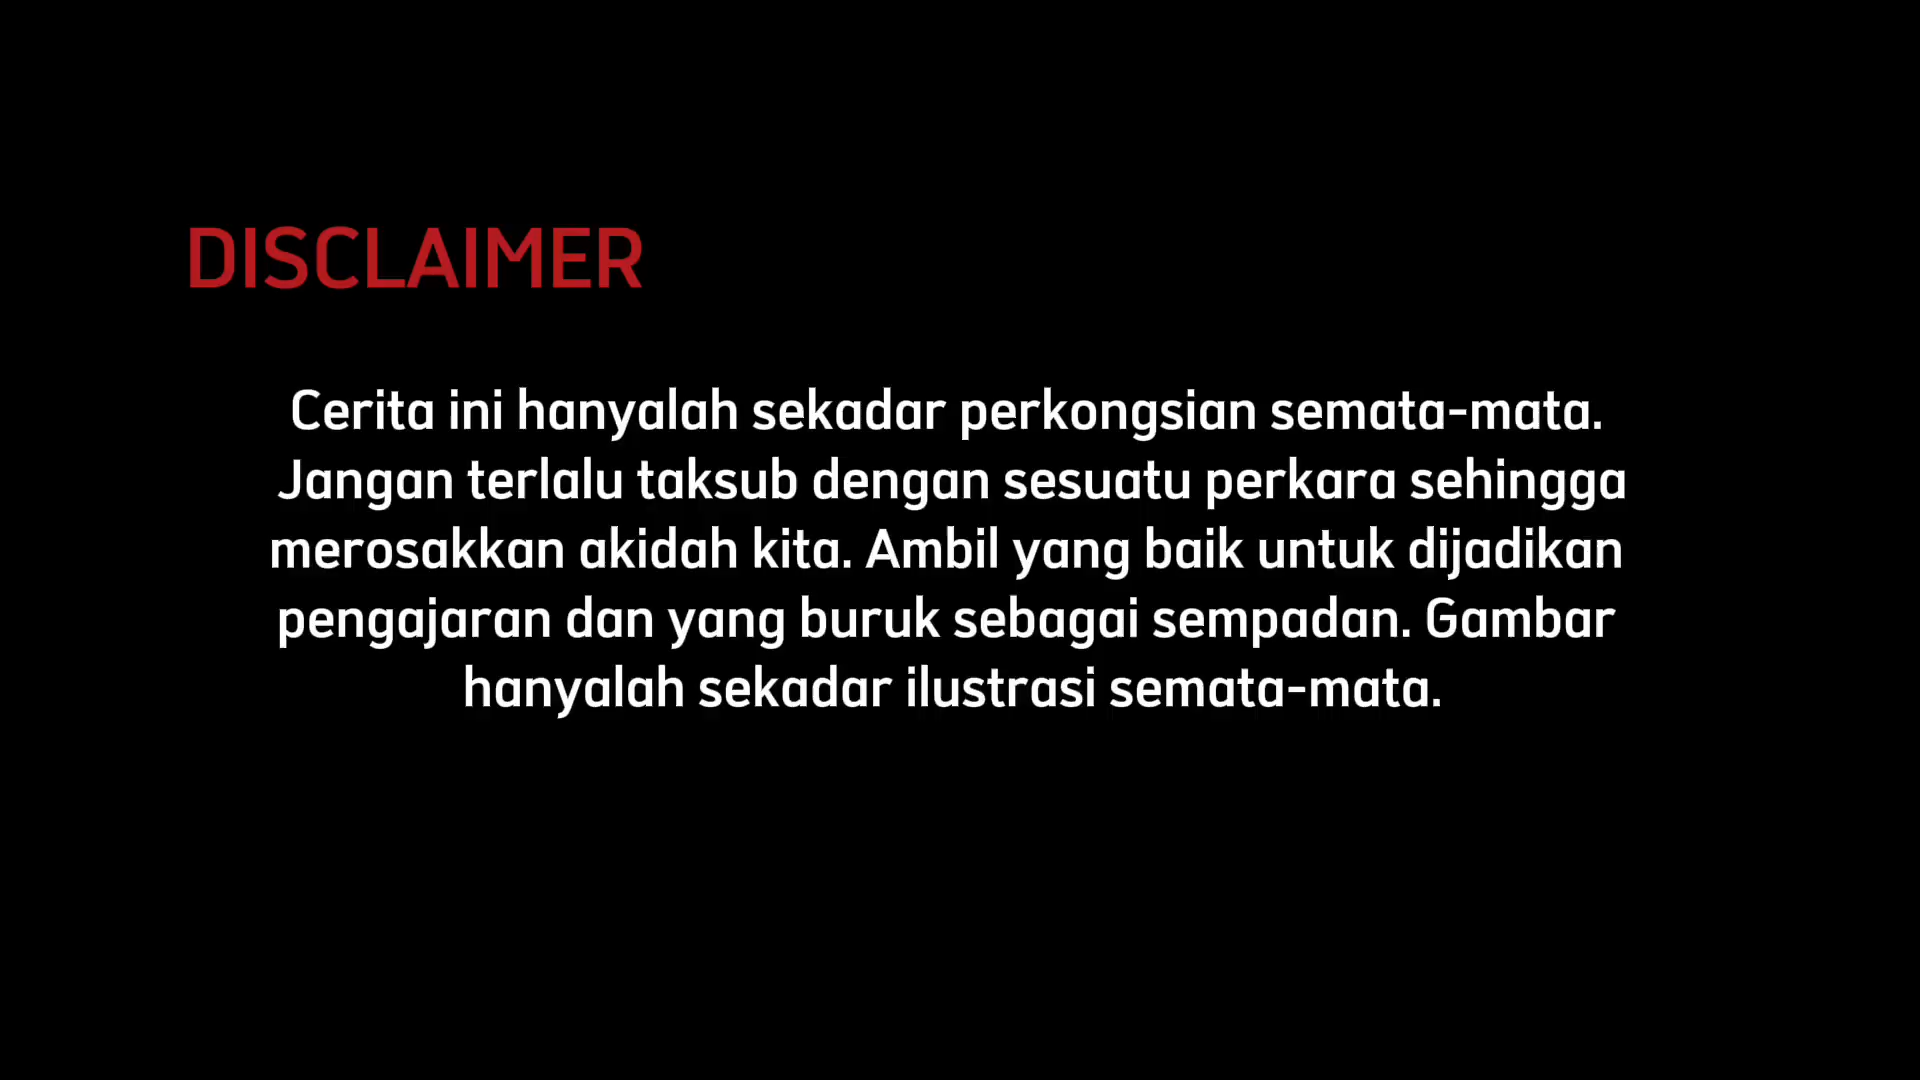 DISCLAIMER
Cerita ini hanyalah sekadar perkongsian semata-mata.
Jangan terlalu taksub dengan sesuatu perkara sehingga
merosakkan akidah kita. Ambil yang baik untuk dijadikan
pengajaran dan yang buruk sebagai sempadan. Gambar
hanyalah sekadar ilustrasi semata-mata.